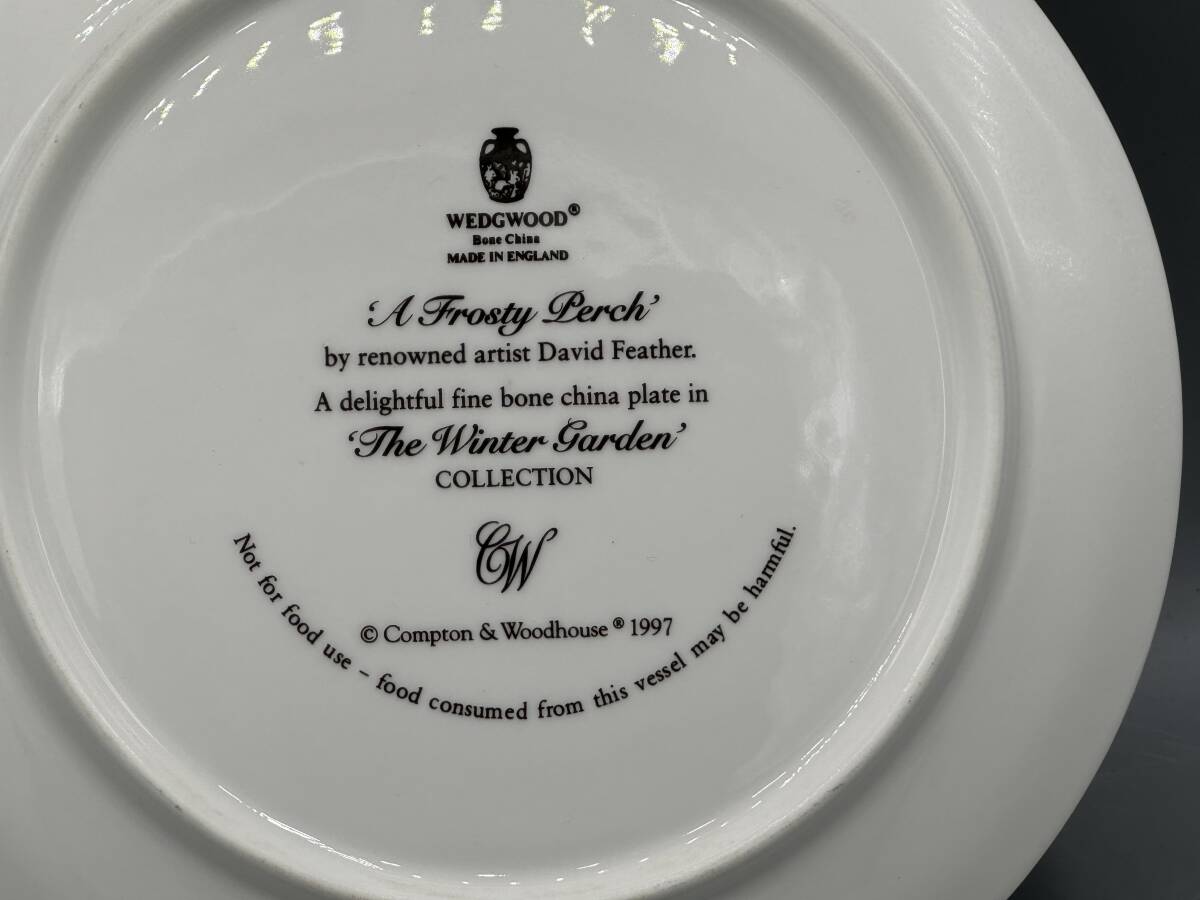 WEDGWOOD®
Bone China
MADE IN ENGLAND
‘A Frosty Perch’
by renowned artist David Feather.
A delightful fine bone china plate in
‘The Winter Garden’
COLLECTION
CW
© Compton & Woodhouse ® 1997
Not for food use – food consumed from this vessel may be harmful.